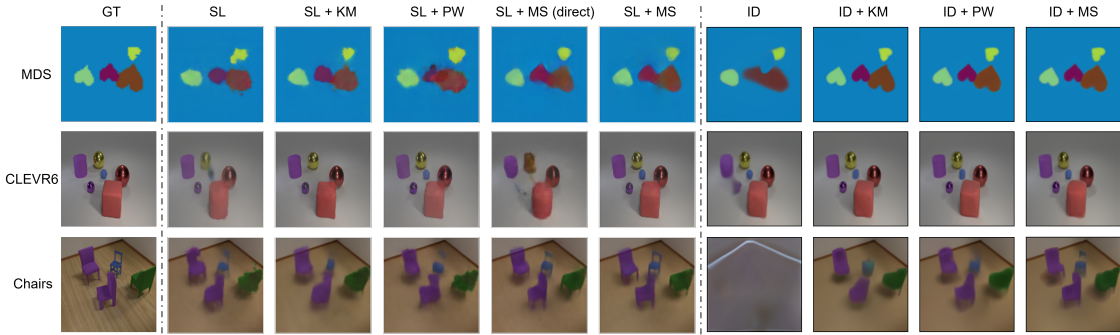 GT SL SL + KM SL + PW SL + MS (direct) SL + MS ID ID + KM ID + PW ID + MS
MDS
CLEVR6
Chairs